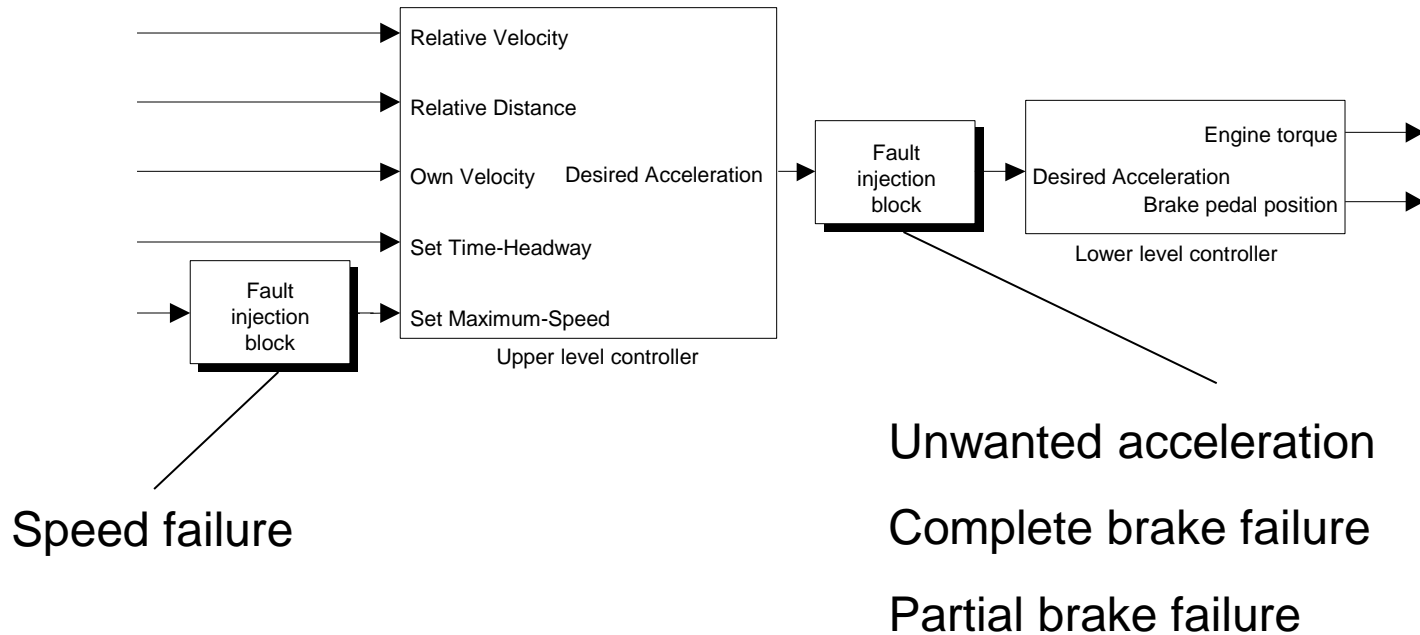 Relative Velocity
Relative Distance
Own Velocity
Desired Acceleration
Set Time-Headway
Set Maximum-Speed
Upper level controller
Fault
injection
block
Speed failure
Fault
injection
block
Desired Acceleration
Engine torque
Brake pedal position
Lower level controller
Unwanted acceleration
Complete brake failure
Partial brake failure